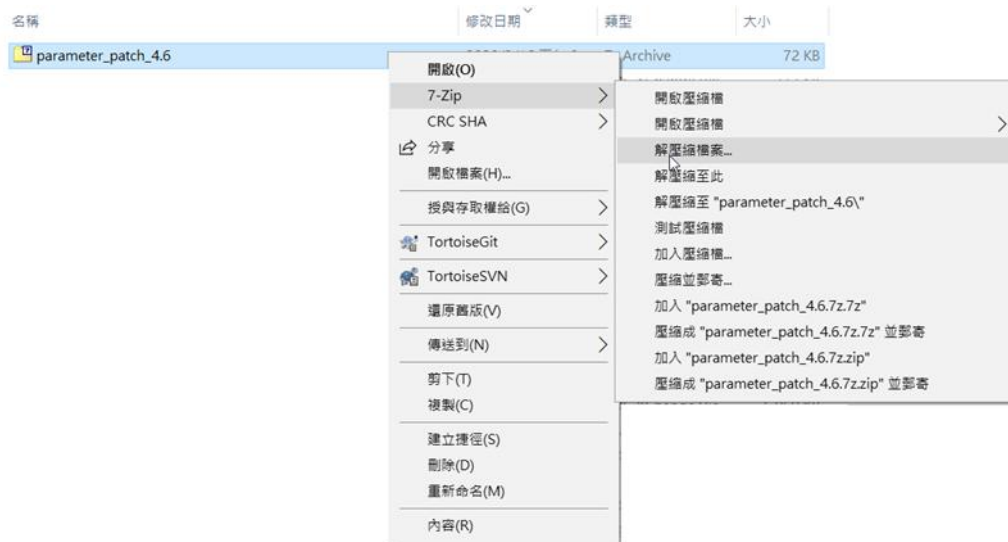 名稱 修改日期 類型 大小
parameter_patch_4.6 Archive 72 KB
開啟(O)
7-Zip
CRC SHA
分享
開啟檔案(H)...
授與存取權給(G)
TortoiseGit
TortoiseSVN
還原舊版(V)
傳送到(N)
剪下(T)
複製(C)
建立捷徑(S)
刪除(D)
重新命名(M)
內容(R)
開啟壓縮檔
開啟壓縮檔
解壓縮檔案...
解壓縮至此
解壓縮至 "parameter_patch_4.6\"
測試壓縮檔
加入壓縮檔...
壓縮並郵寄...
加入 "parameter_patch_4.6.7z.7z"
壓縮成 "parameter_patch_4.6.7z.7z" 並郵寄
加入 "parameter_patch_4.6.7z.zip"
壓縮成 "parameter_patch_4.6.7z.zip" 並郵寄